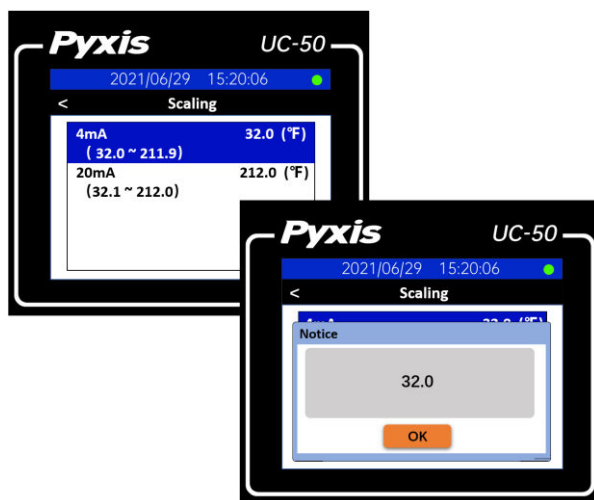 Pyxis UC-50
2021/06/29 15:20:06
< Scaling
4mA 32.0 (°F)
( 32.0 ~ 211.9)
20mA 212.0 (°F)
(32.1 ~ 212.0)
Pyxis UC-50
2021/06/29 15:20:06
< Scaling
Notice
32.0
OK